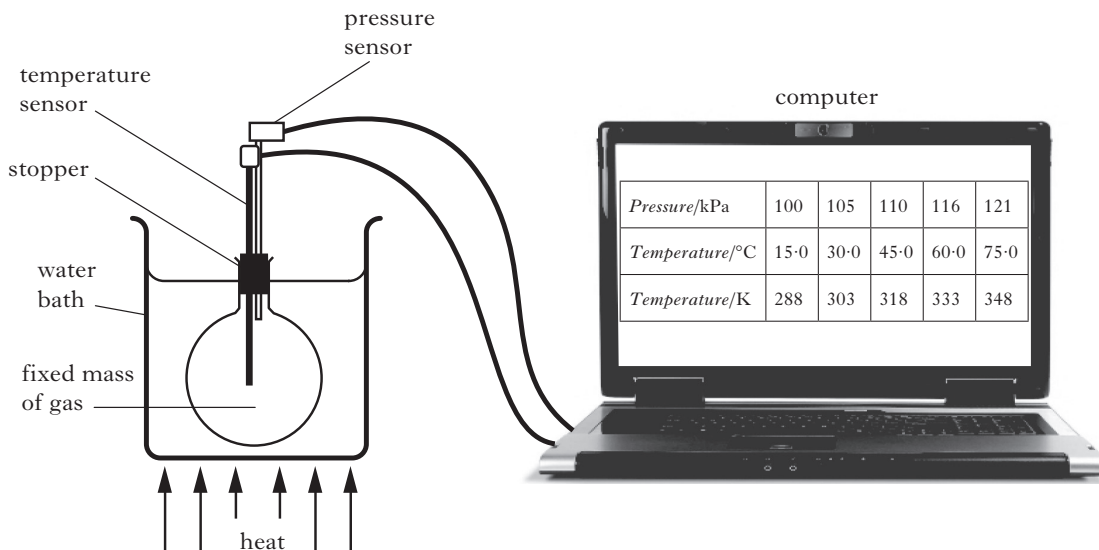 pressure
sensor
temperature
sensor
stopper
water
bath
fixed mass
of gas
heat
computer
Pressure/kPa 100 105 110 116 121
Temperature/°C 15·0 30·0 45·0 60·0 75·0
Temperature/K 288 303 318 333 348